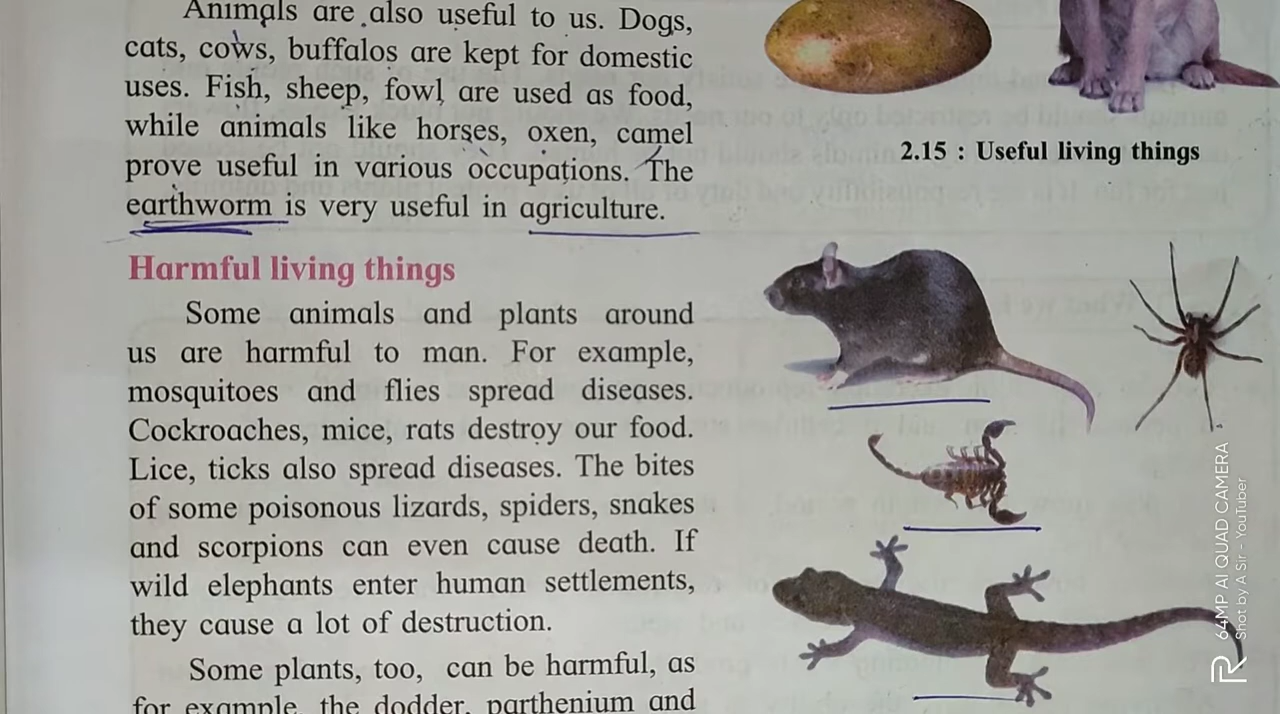 Animals are also useful to us. Dogs,
cats, cows, buffalos are kept for domestic
uses. Fish, sheep, fowl are used as food,
while animals like horses, oxen, camel
prove useful in various occupations. The
earthworm is very useful in agriculture.
2.15 : Useful living things
Harmful living things
Some animals and plants around
us are harmful to man. For example,
mosquitoes and flies spread diseases.
Cockroaches, mice, rats destroy our food.
Lice, ticks also spread diseases. The bites
of some poisonous lizards, spiders, snakes
and scorpions can even cause death. If
wild elephants enter human settlements,
they cause a lot of destruction.
Some plants, too, can be harmful, as
for example, the dodder, parthenium and
64MP AI QUAD CAMERA
Shot by A Sir - YouTuber